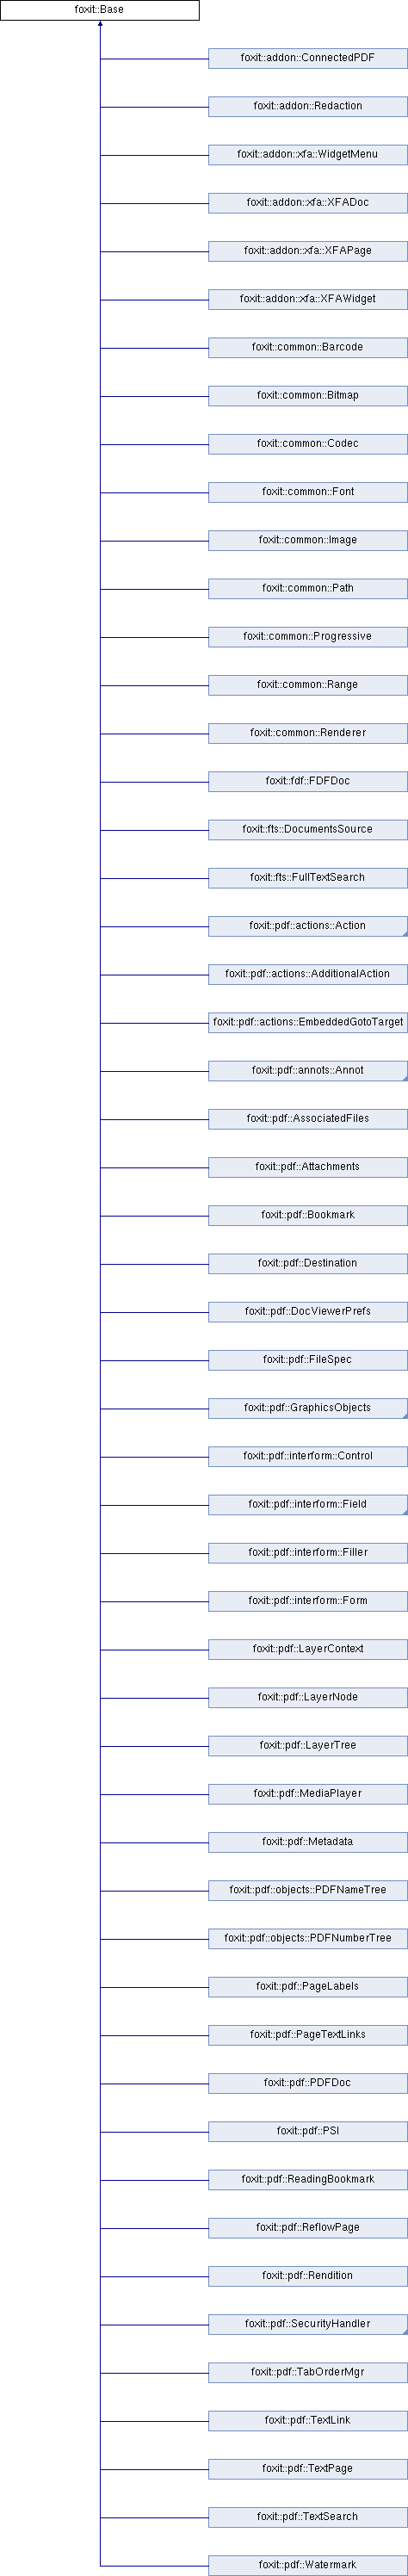 foxit::Base
foxit::addon::ConnectedPDF
foxit::addon::Redaction
foxit::addon::xfa::WidgetMenu
foxit::addon::xfa::XFADoc
foxit::addon::xfa::XFAPage
foxit::addon::xfa::XFAWidget
foxit::common::Barcode
foxit::common::Bitmap
foxit::common::Codec
foxit::common::Font
foxit::common::Image
foxit::common::Path
foxit::common::Progressive
foxit::common::Range
foxit::common::Renderer
foxit::fdf::FDFDoc
foxit::fts::DocumentsSource
foxit::fts::FullTextSearch
foxit::pdf::actions::Action
foxit::pdf::actions::AdditionalAction
foxit::pdf::actions::EmbeddedGotoTarget
foxit::pdf::annots::Annot
foxit::pdf::AssociatedFiles
foxit::pdf::Attachments
foxit::pdf::Bookmark
foxit::pdf::Destination
foxit::pdf::DocViewerPrefs
foxit::pdf::FileSpec
foxit::pdf::GraphicsObjects
foxit::pdf::interform::Control
foxit::pdf::interform::Field
foxit::pdf::interform::Filler
foxit::pdf::interform::Form
foxit::pdf::LayerContext
foxit::pdf::LayerNode
foxit::pdf::LayerTree
foxit::pdf::MediaPlayer
foxit::pdf::Metadata
foxit::pdf::objects::PDFNameTree
foxit::pdf::objects::PDFNumberTree
foxit::pdf::PageLabels
foxit::pdf::PageTextLinks
foxit::pdf::PDFDoc
foxit::pdf::PSI
foxit::pdf::ReadingBookmark
foxit::pdf::ReflowPage
foxit::pdf::Rendition
foxit::pdf::SecurityHandler
foxit::pdf::TabOrderMgr
foxit::pdf::TextLink
foxit::pdf::TextPage
foxit::pdf::TextSearch
foxit::pdf::Watermark